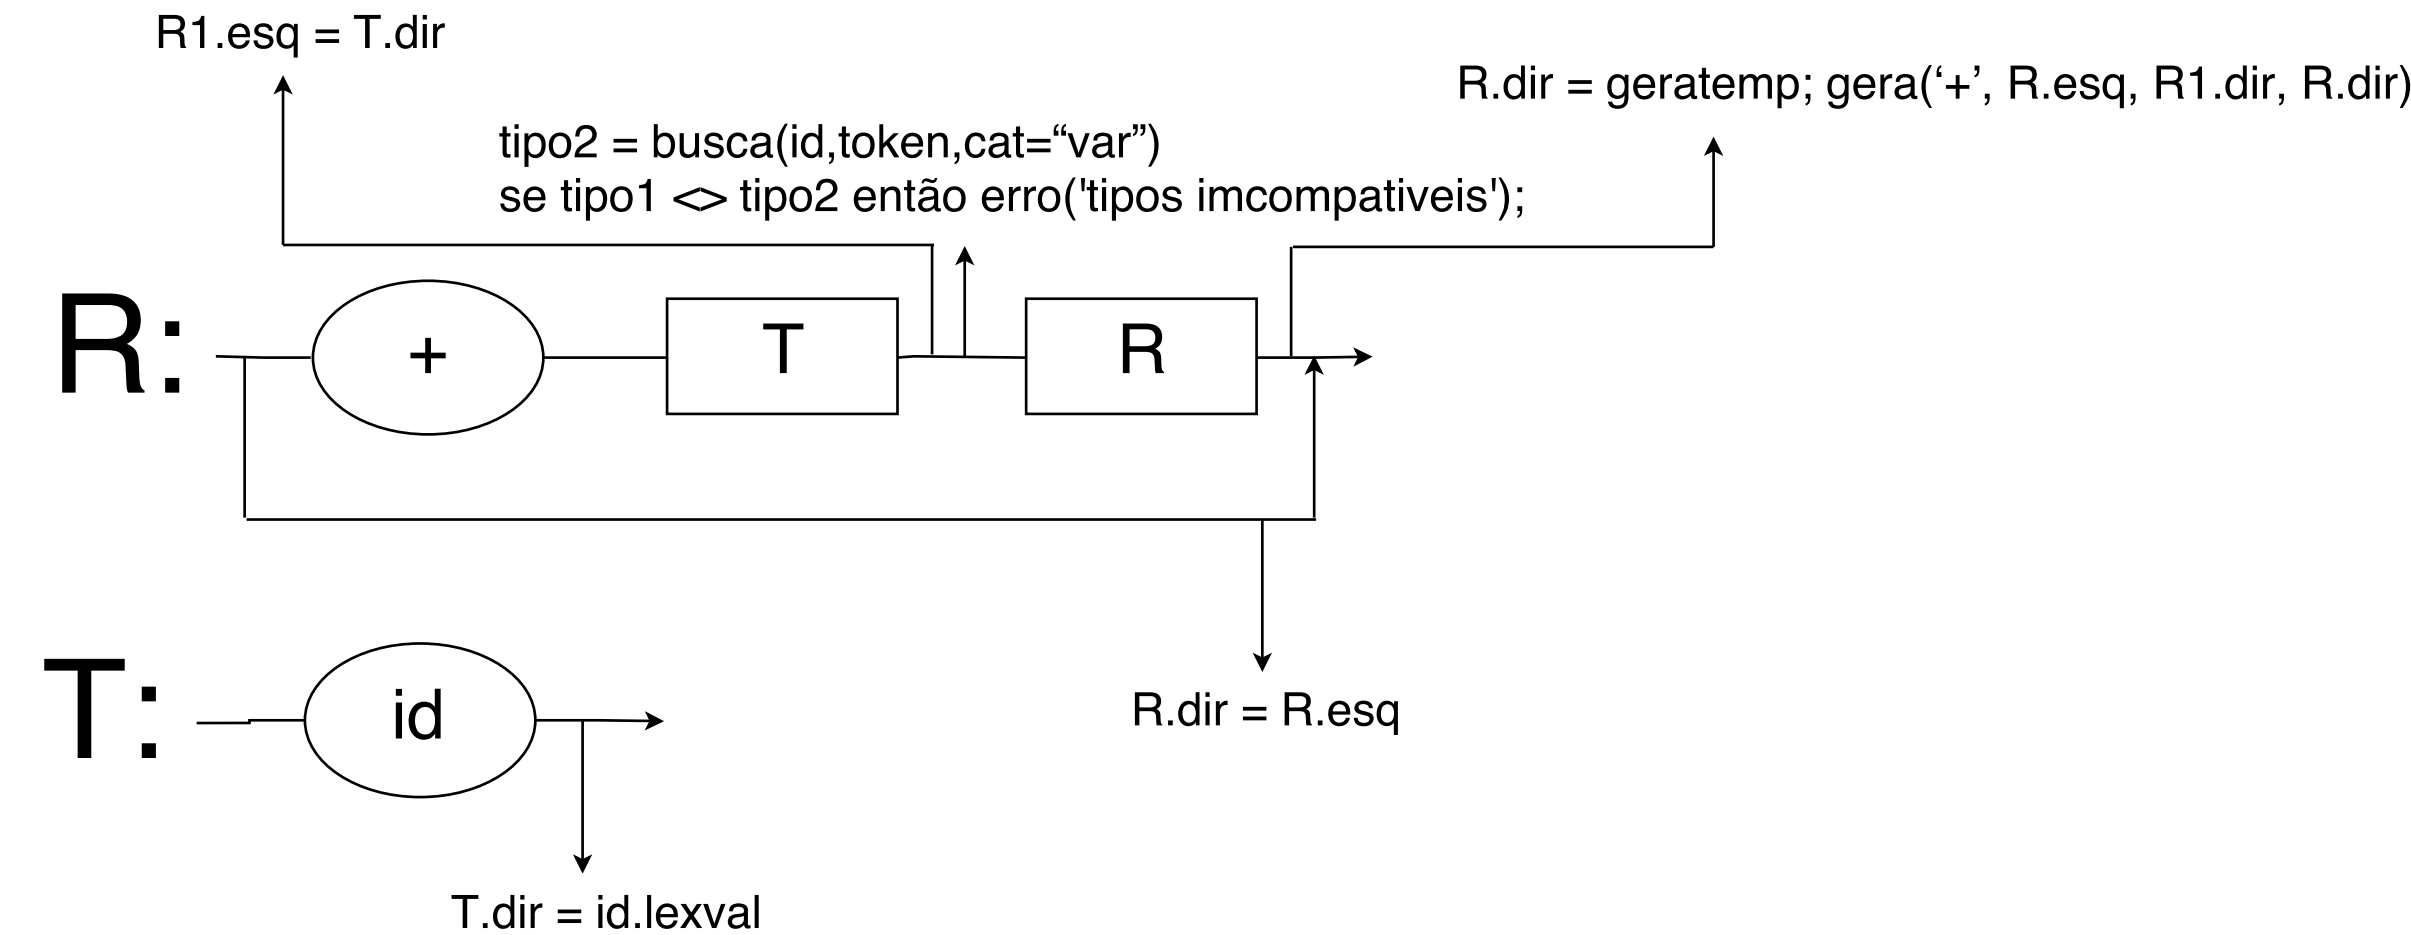 R1.esq = T.dir
R.dir = geratemp; gera(‘+’, R.esq, R1.dir, R.dir)
tipo2 = busca(id,token,cat=“var”)
se tipo1 <> tipo2 então erro('tipos imcompativeis');
R:
+
T
R
R.dir = R.esq
T:
id
T.dir = id.lexval